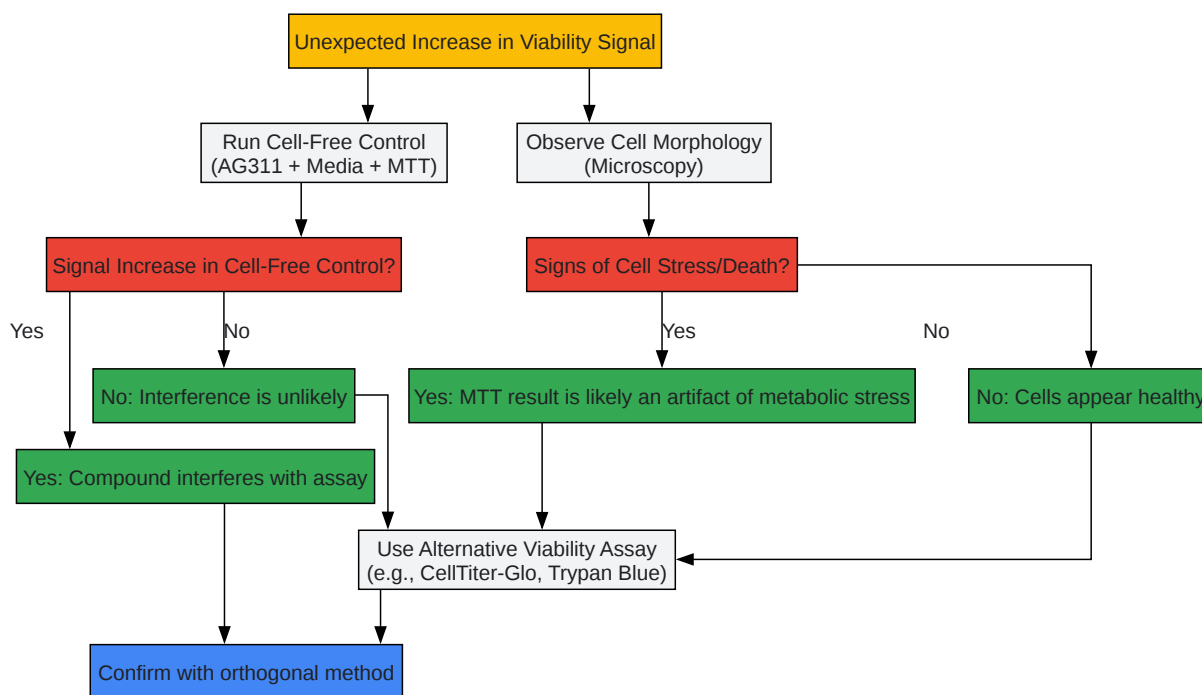 Unexpected Increase in Viability Signal
Run Cell-Free Control
(AG311 + Media + MTT)
Observe Cell Morphology
(Microscopy)
Signal Increase in Cell-Free Control?
Signs of Cell Stress/Death?
Yes
No
Yes
No
No: Interference is unlikely
Yes: MTT result is likely an artifact of metabolic stress
No: Cells appear healthy
Yes: Compound interferes with assay
Use Alternative Viability Assay
(e.g., CellTiter-Glo, Trypan Blue)
Confirm with orthogonal method